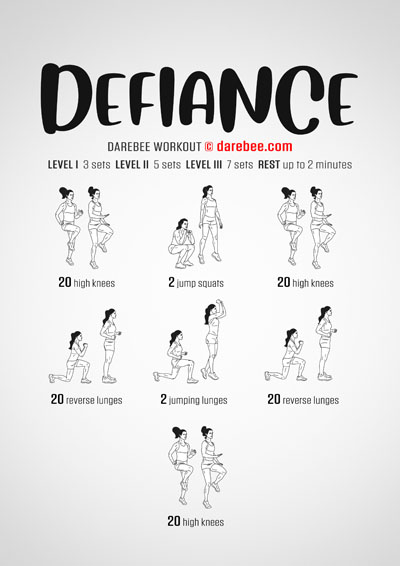 DEFIANCE
DAREBEE WORKOUT © darebee.com
LEVEL I 3 sets LEVEL II 5 sets LEVEL III 7 sets REST up to 2 minutes
20 high knees
2 jump squats
20 high knees
20 reverse lunges
2 jumping lunges
20 reverse lunges
20 high knees